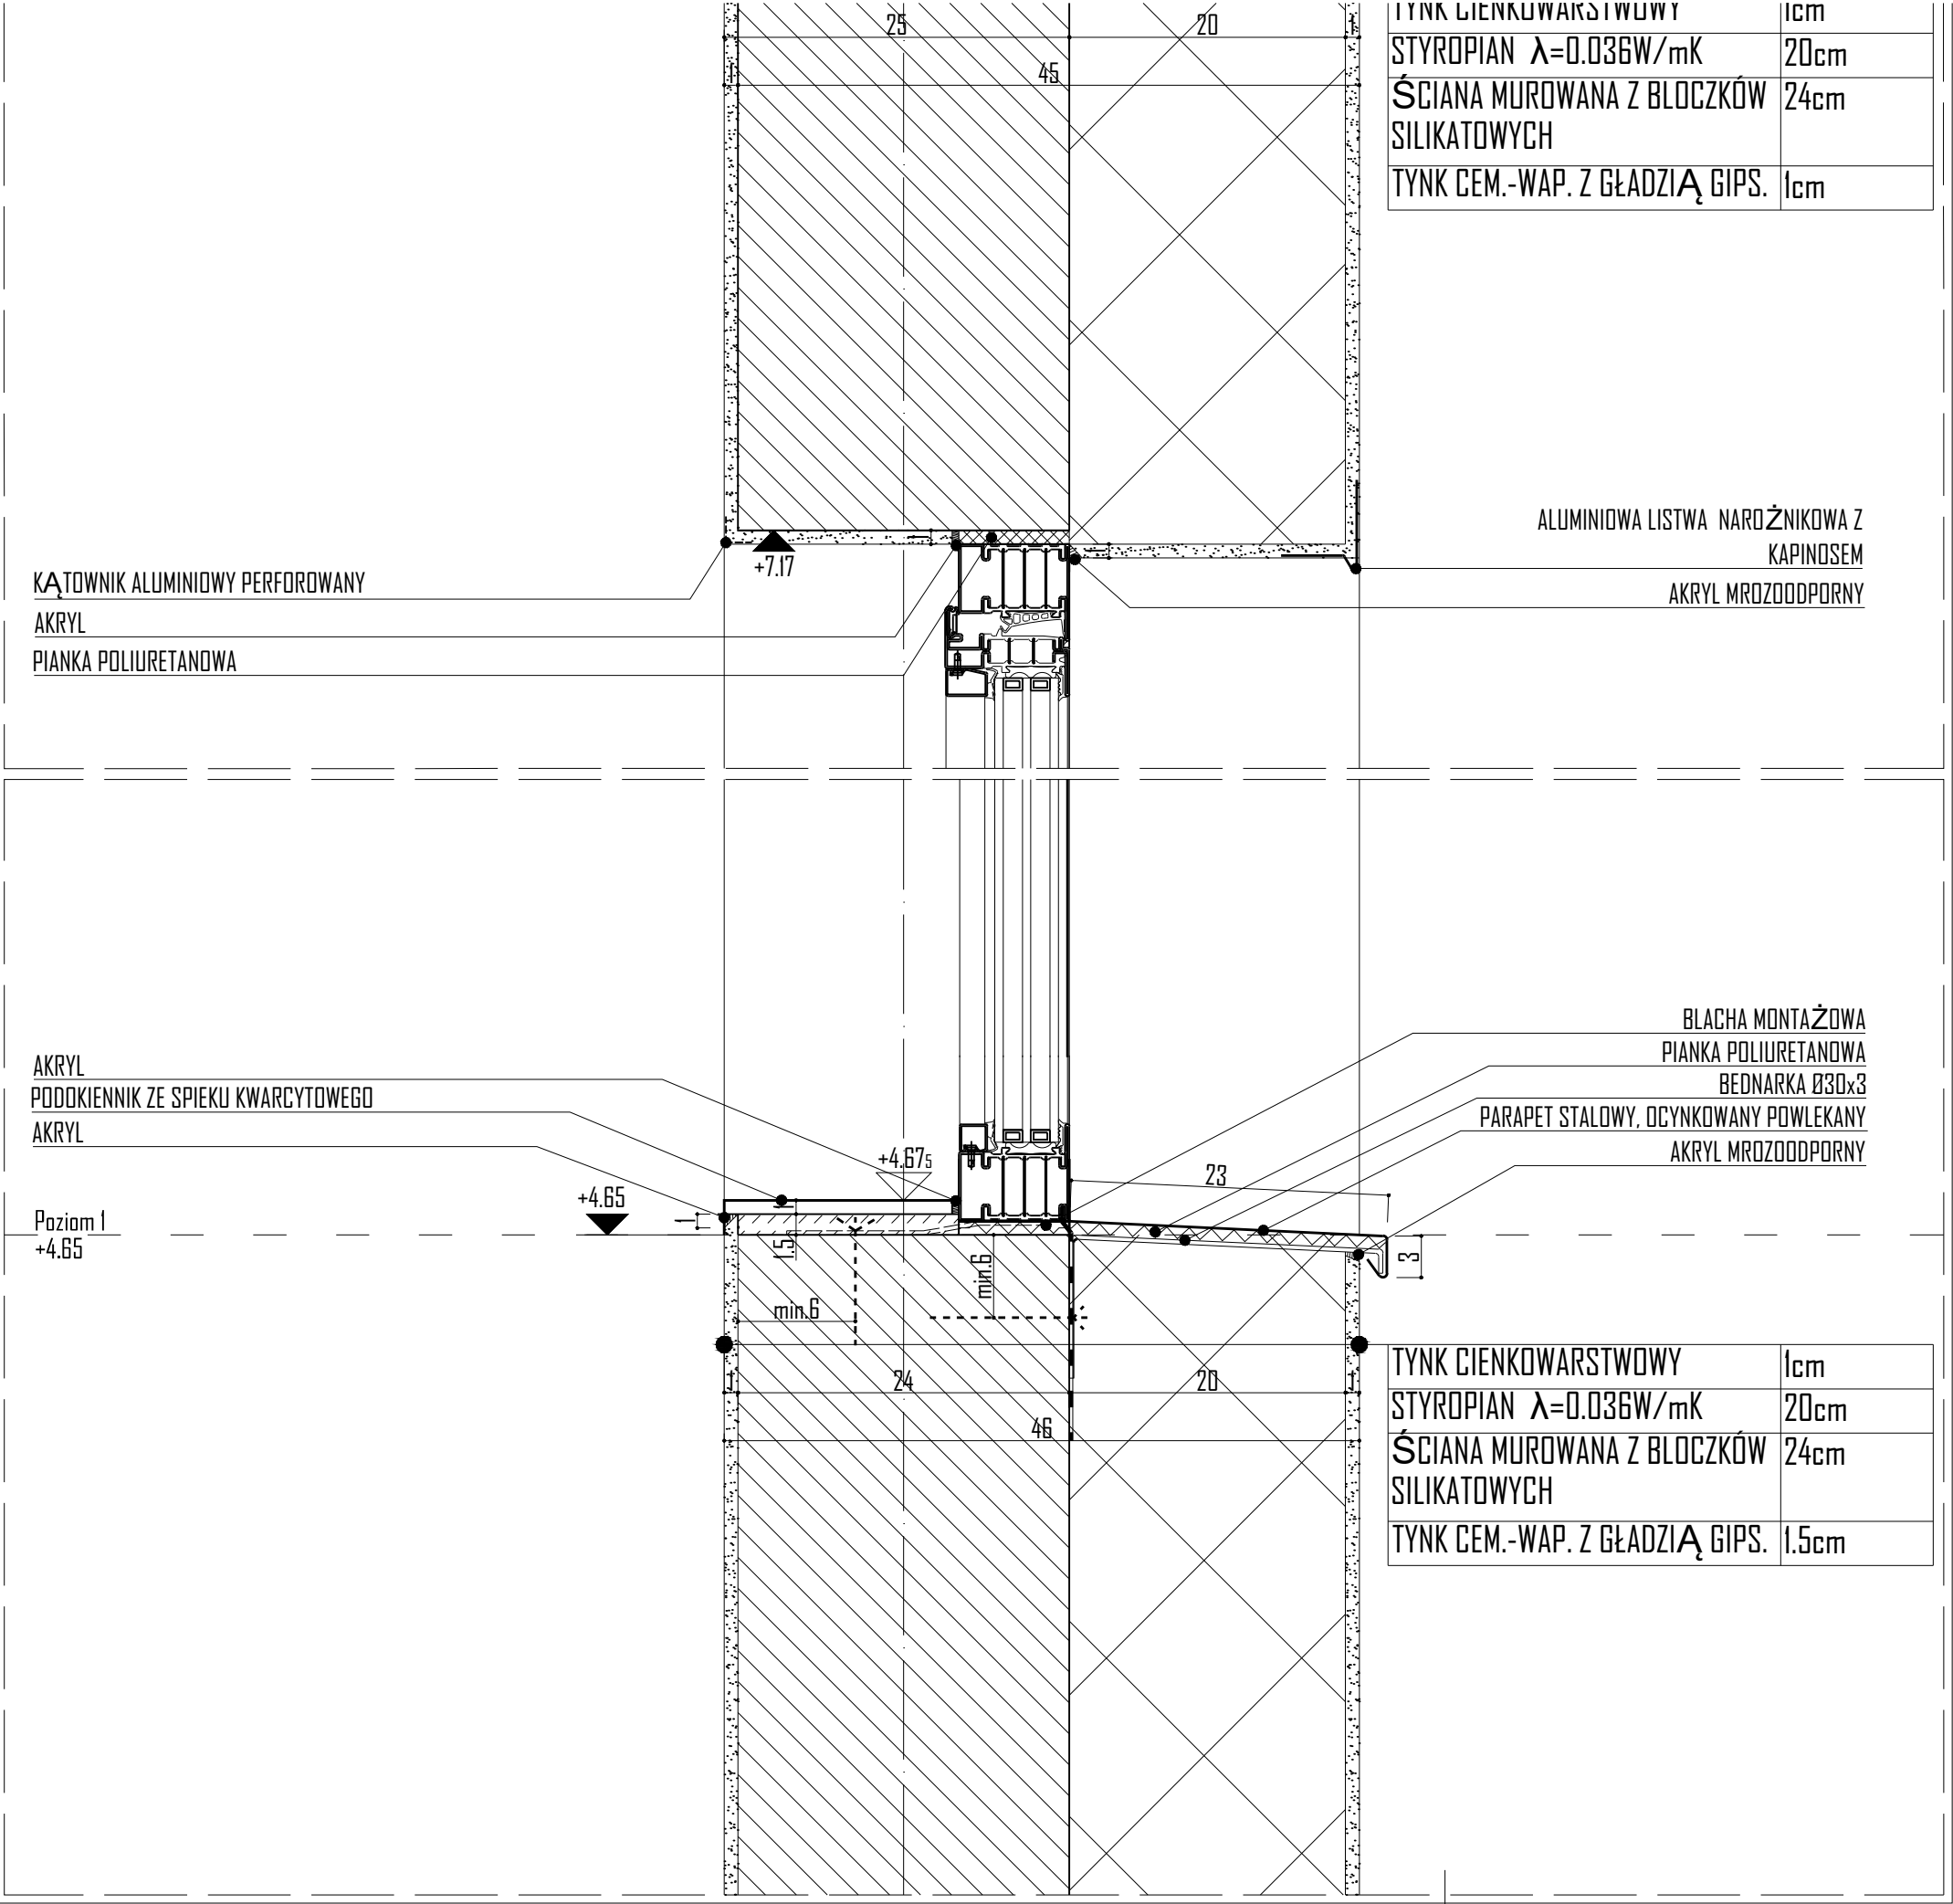 25
20
1
TYNK CIENKOWARSTWOWY 1cm
1
45
STYROPIAN λ=0.036W/mK 20cm
ŚCIANA MUROWANA Z BLOCZKÓW 24cm
SILIKATOWYCH
TYNK CEM.-WAP. Z GŁADZIĄ GIPS. 1cm
ALUMINIOWA LISTWA NAROŻNIKOWA Z
KAPINOSEM
AKRYL MROZOODPORNY
1
1
+7.17
KĄTOWNIK ALUMINIOWY PERFOROWANY
AKRYL
PIANKA POLIURETANOWA
BLACHA MONTAŻOWA
PIANKA POLIURETANOWA
BEDNARKA Ø30x3
PARAPET STALOWY, OCYNKOWANY POWLEKANY
AKRYL MROZOODPORNY
AKRYL
PODOKIENNIK ZE SPIEKU KWARCYTOWEGO
AKRYL
+4.675
23
+4.65
1
1
Poziom 1
+4.65
1.5
3
min.6
min.6
1
24
20
1
46
TYNK CIENKOWARSTWOWY 1cm
STYROPIAN λ=0.036W/mK 20cm
ŚCIANA MUROWANA Z BLOCZKÓW 24cm
SILIKATOWYCH
TYNK CEM.-WAP. Z GŁADZIĄ GIPS. 1.5cm